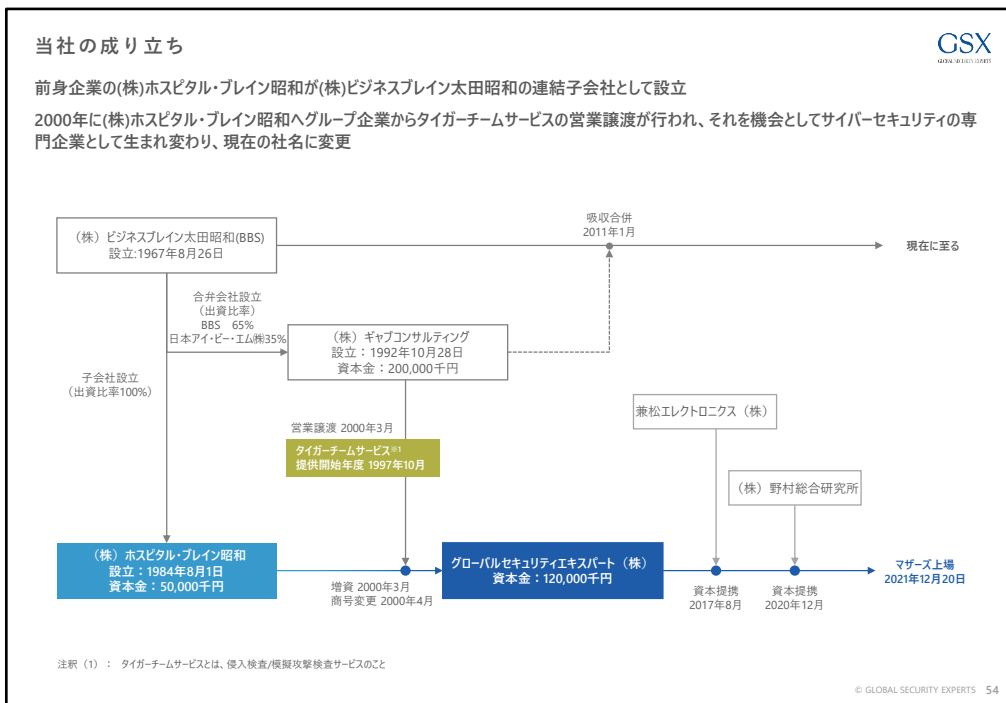 当社の成り立ち
GSX
GLOBAL SECURITY EXPERTS
前身企業の(株)ホスピタル・ブレイン昭和が(株)ビジネスブレイン太田昭和の連結子会社として設立
2000年に(株)ホスピタル・ブレイン昭和へグループ企業からタイガーチームサービスの営業譲渡が行われ、それを機会としてサイバーセキュリティの専
門企業として生まれ変わり、現在の社名に変更
(株) ビジネスブレイン太田昭和(BBS)
設立:1967年8月26日
吸収合併
2011年1月
現在に至る
合弁会社設立
(出資比率)
BBS 65%
日本アイ・ビー・エム㈱35%
(株) ギャブコンサルティング
設立:1992年10月28日
資本金:200,000千円
子会社設立
(出資比率100%)
営業譲渡 2000年3月
タイガーチームサービス※1
提供開始年度 1997年10月
兼松エレクトロニクス (株)
(株) 野村総合研究所
(株) ホスピタル・ブレイン昭和
設立:1984年8月1日
資本金:50,000千円
増資 2000年3月
商号変更 2000年4月
グローバルセキュリティエキスパート (株)
資本金:120,000千円
資本提携
2017年8月
資本提携
2020年12月
マザーズ上場
2021年12月20日
注釈 (1) : タイガーチームサービスとは、侵入検査/模擬攻撃検査サービスのこと
© GLOBAL SECURITY EXPERTS 54